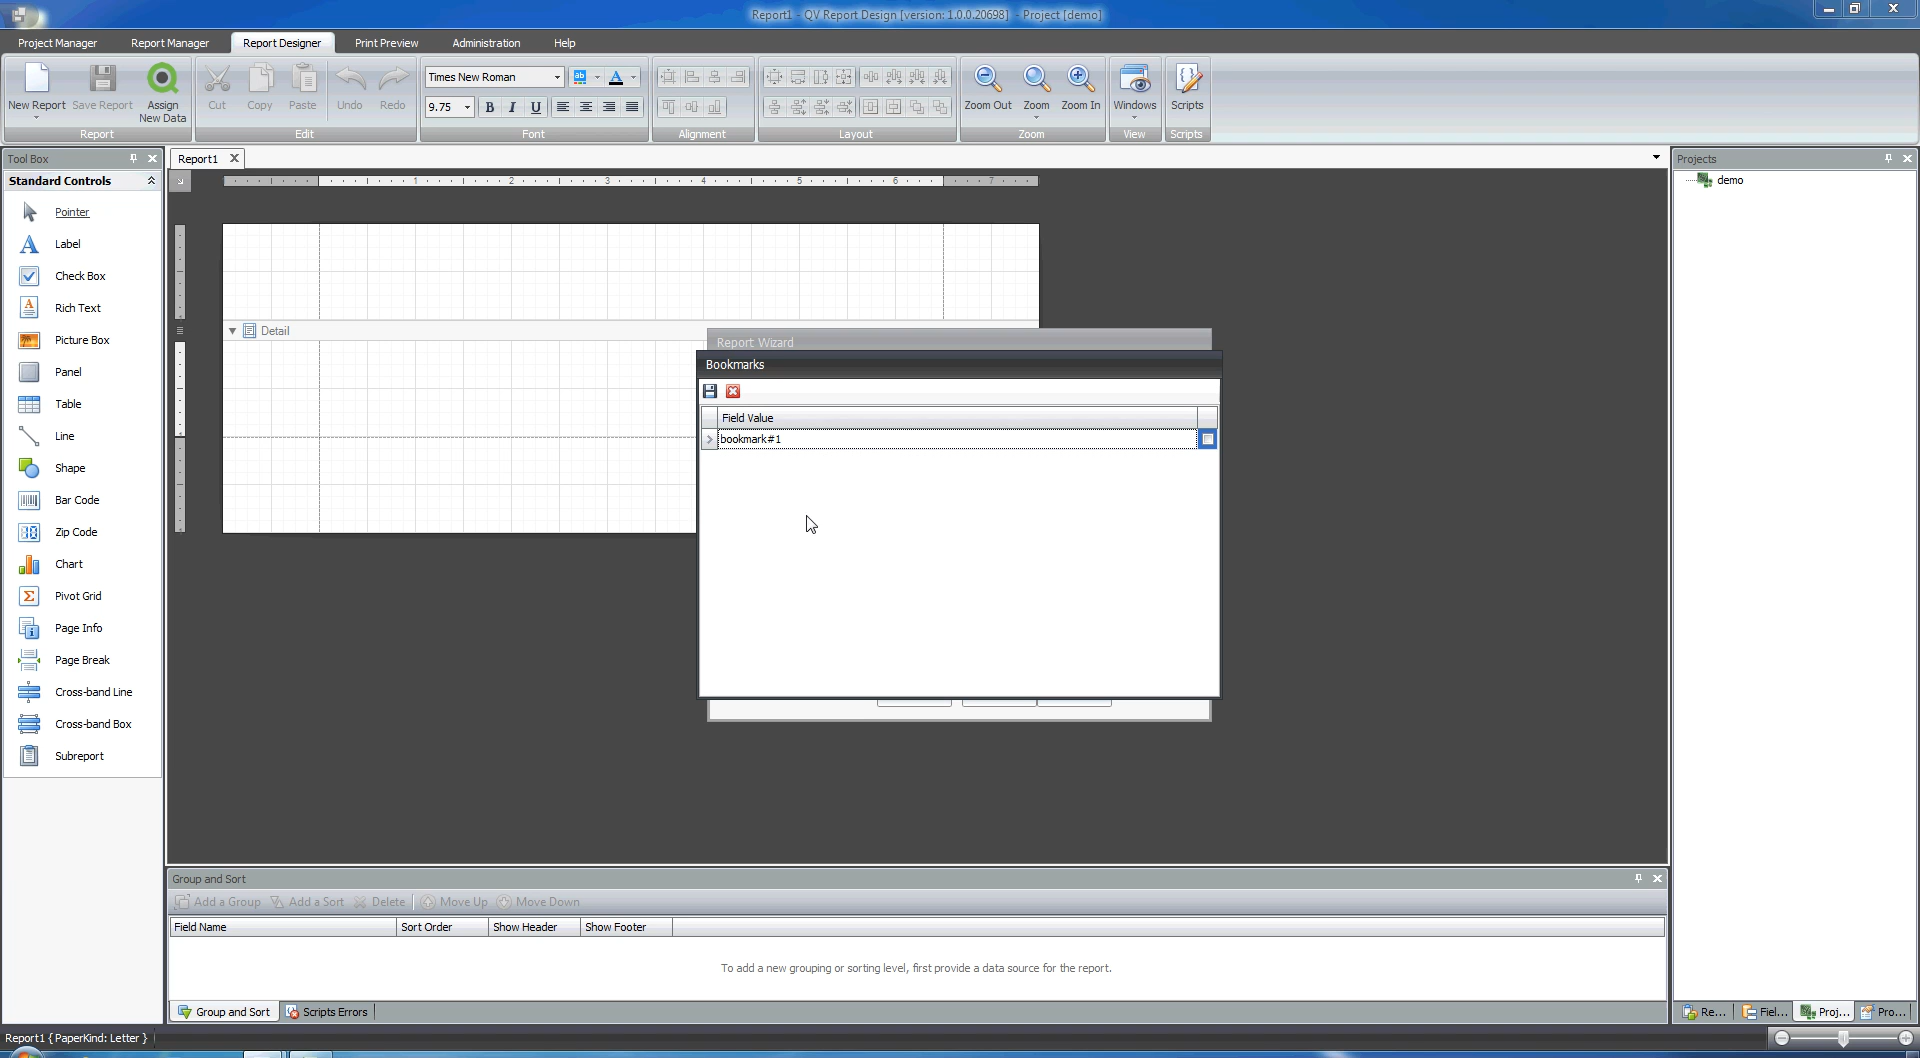 Report1 - QV Report Design [version: 1.0.0.20698] - Project [demo]
Project Manager Report Manager Report Designer Print Preview Administration Help
New Report Save Report Assign New Data
Report
Cut Copy Paste Undo Redo
Edit
Times New Roman
9.75 B I U
Font
Alignment
Layout
Zoom Out Zoom Zoom In
Zoom
Windows
View
Scripts
Scripts
Tool Box
Standard Controls
Pointer
Label
Check Box
Rich Text
Picture Box
Panel
Table
Line
Shape
Bar Code
Zip Code
Chart
Pivot Grid
Page Info
Page Break
Cross-band Line
Cross-band Box
Subreport
Report1
1 2 3 4 5 6 7
Detail
Report Wizard
Bookmarks
Field Value
bookmark#1
Projects
demo
Group and Sort
Add a Group Add a Sort Delete Move Up Move Down
Field Name Sort Order Show Header Show Footer
To add a new grouping or sorting level, first provide a data source for the report.
Group and Sort Scripts Errors
Re... Fiel... Proj... Pro...
Report1 { PaperKind: Letter }